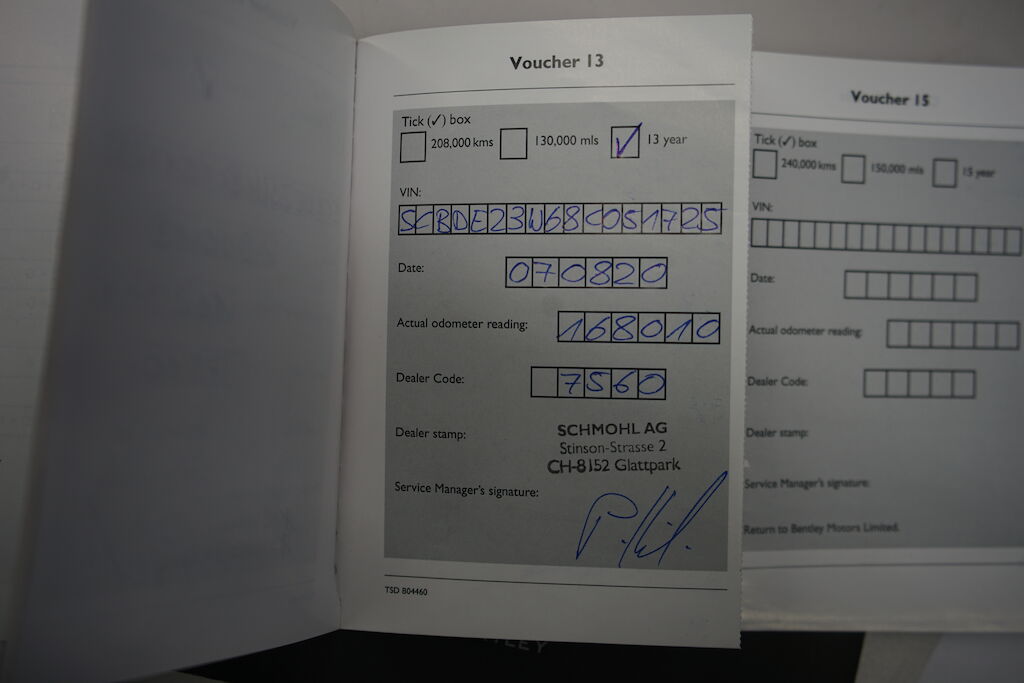 Voucher 13
Tick (✓) box
208,000 kms 130,000 mls ✓ 13 year
VIN:
SCBDE23W68C051725
Date: 070820
Actual odometer reading: 168010
Dealer Code: 7560
Dealer stamp: SCHMOHL AG
Stinson-Strasse 2
CH-8152 Glattpark
Service Manager's signature:
TSD B04460
Voucher 15
Tick (✓) box
240,000 kms 150,000 mls 15 year
VIN:
Date:
Actual odometer reading:
Dealer Code:
Dealer stamp:
Service Manager's signature:
Return to Bentley Motors Limited.